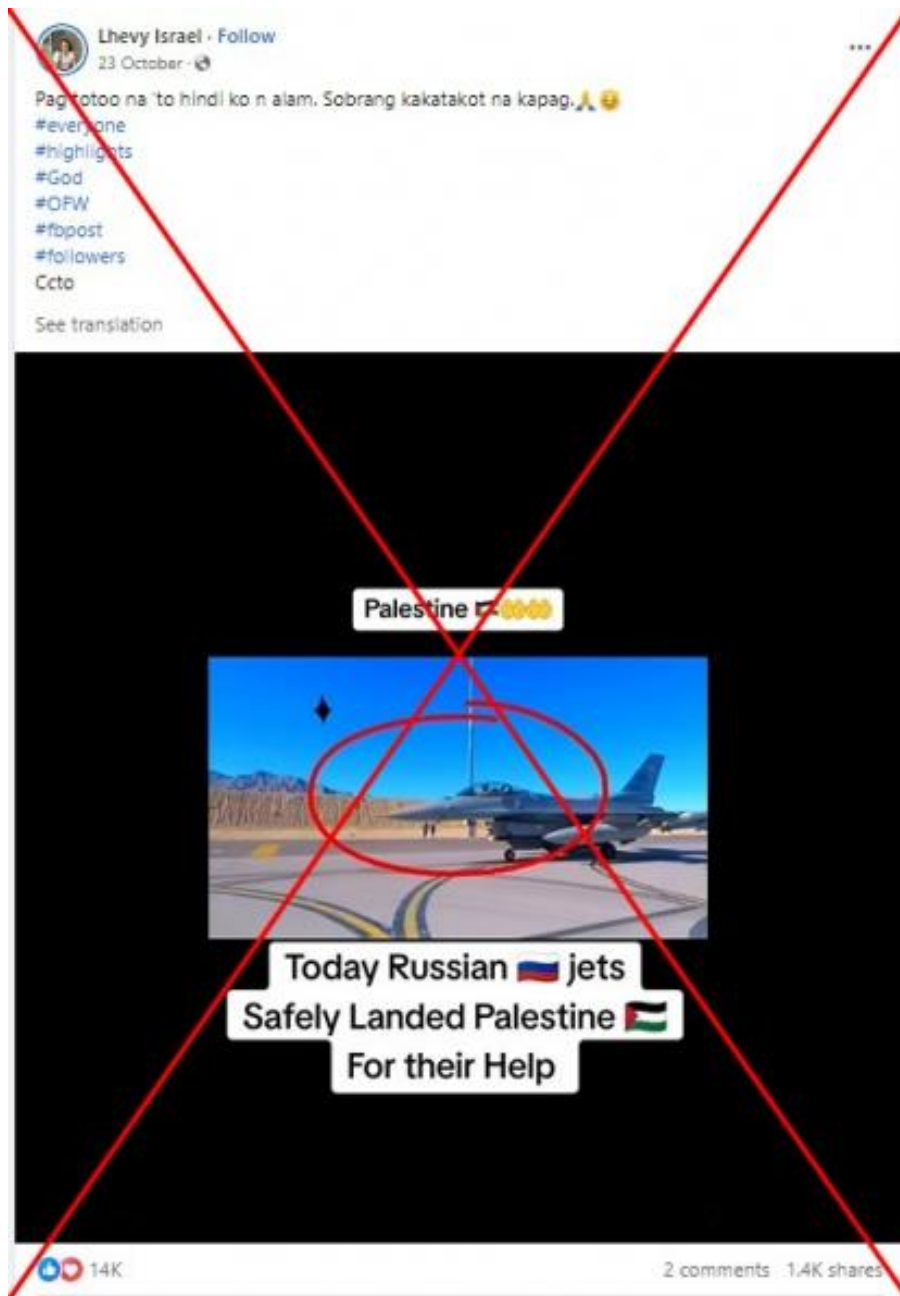 Lhevy Israel · Follow
23 October ·
Pag totoo na 'to hindi ko n alam. Sobrang kakatakot na kapag.🙏😥
#everyone
#highlights
#God
#OFW
#fbpost
#followers
Ccto
See translation
Palestine 🇵🇸🤲🤲
Today Russian 🇷🇺 jets
Safely Landed Palestine 🇵🇸
For their Help
14K 2 comments 1.4K shares